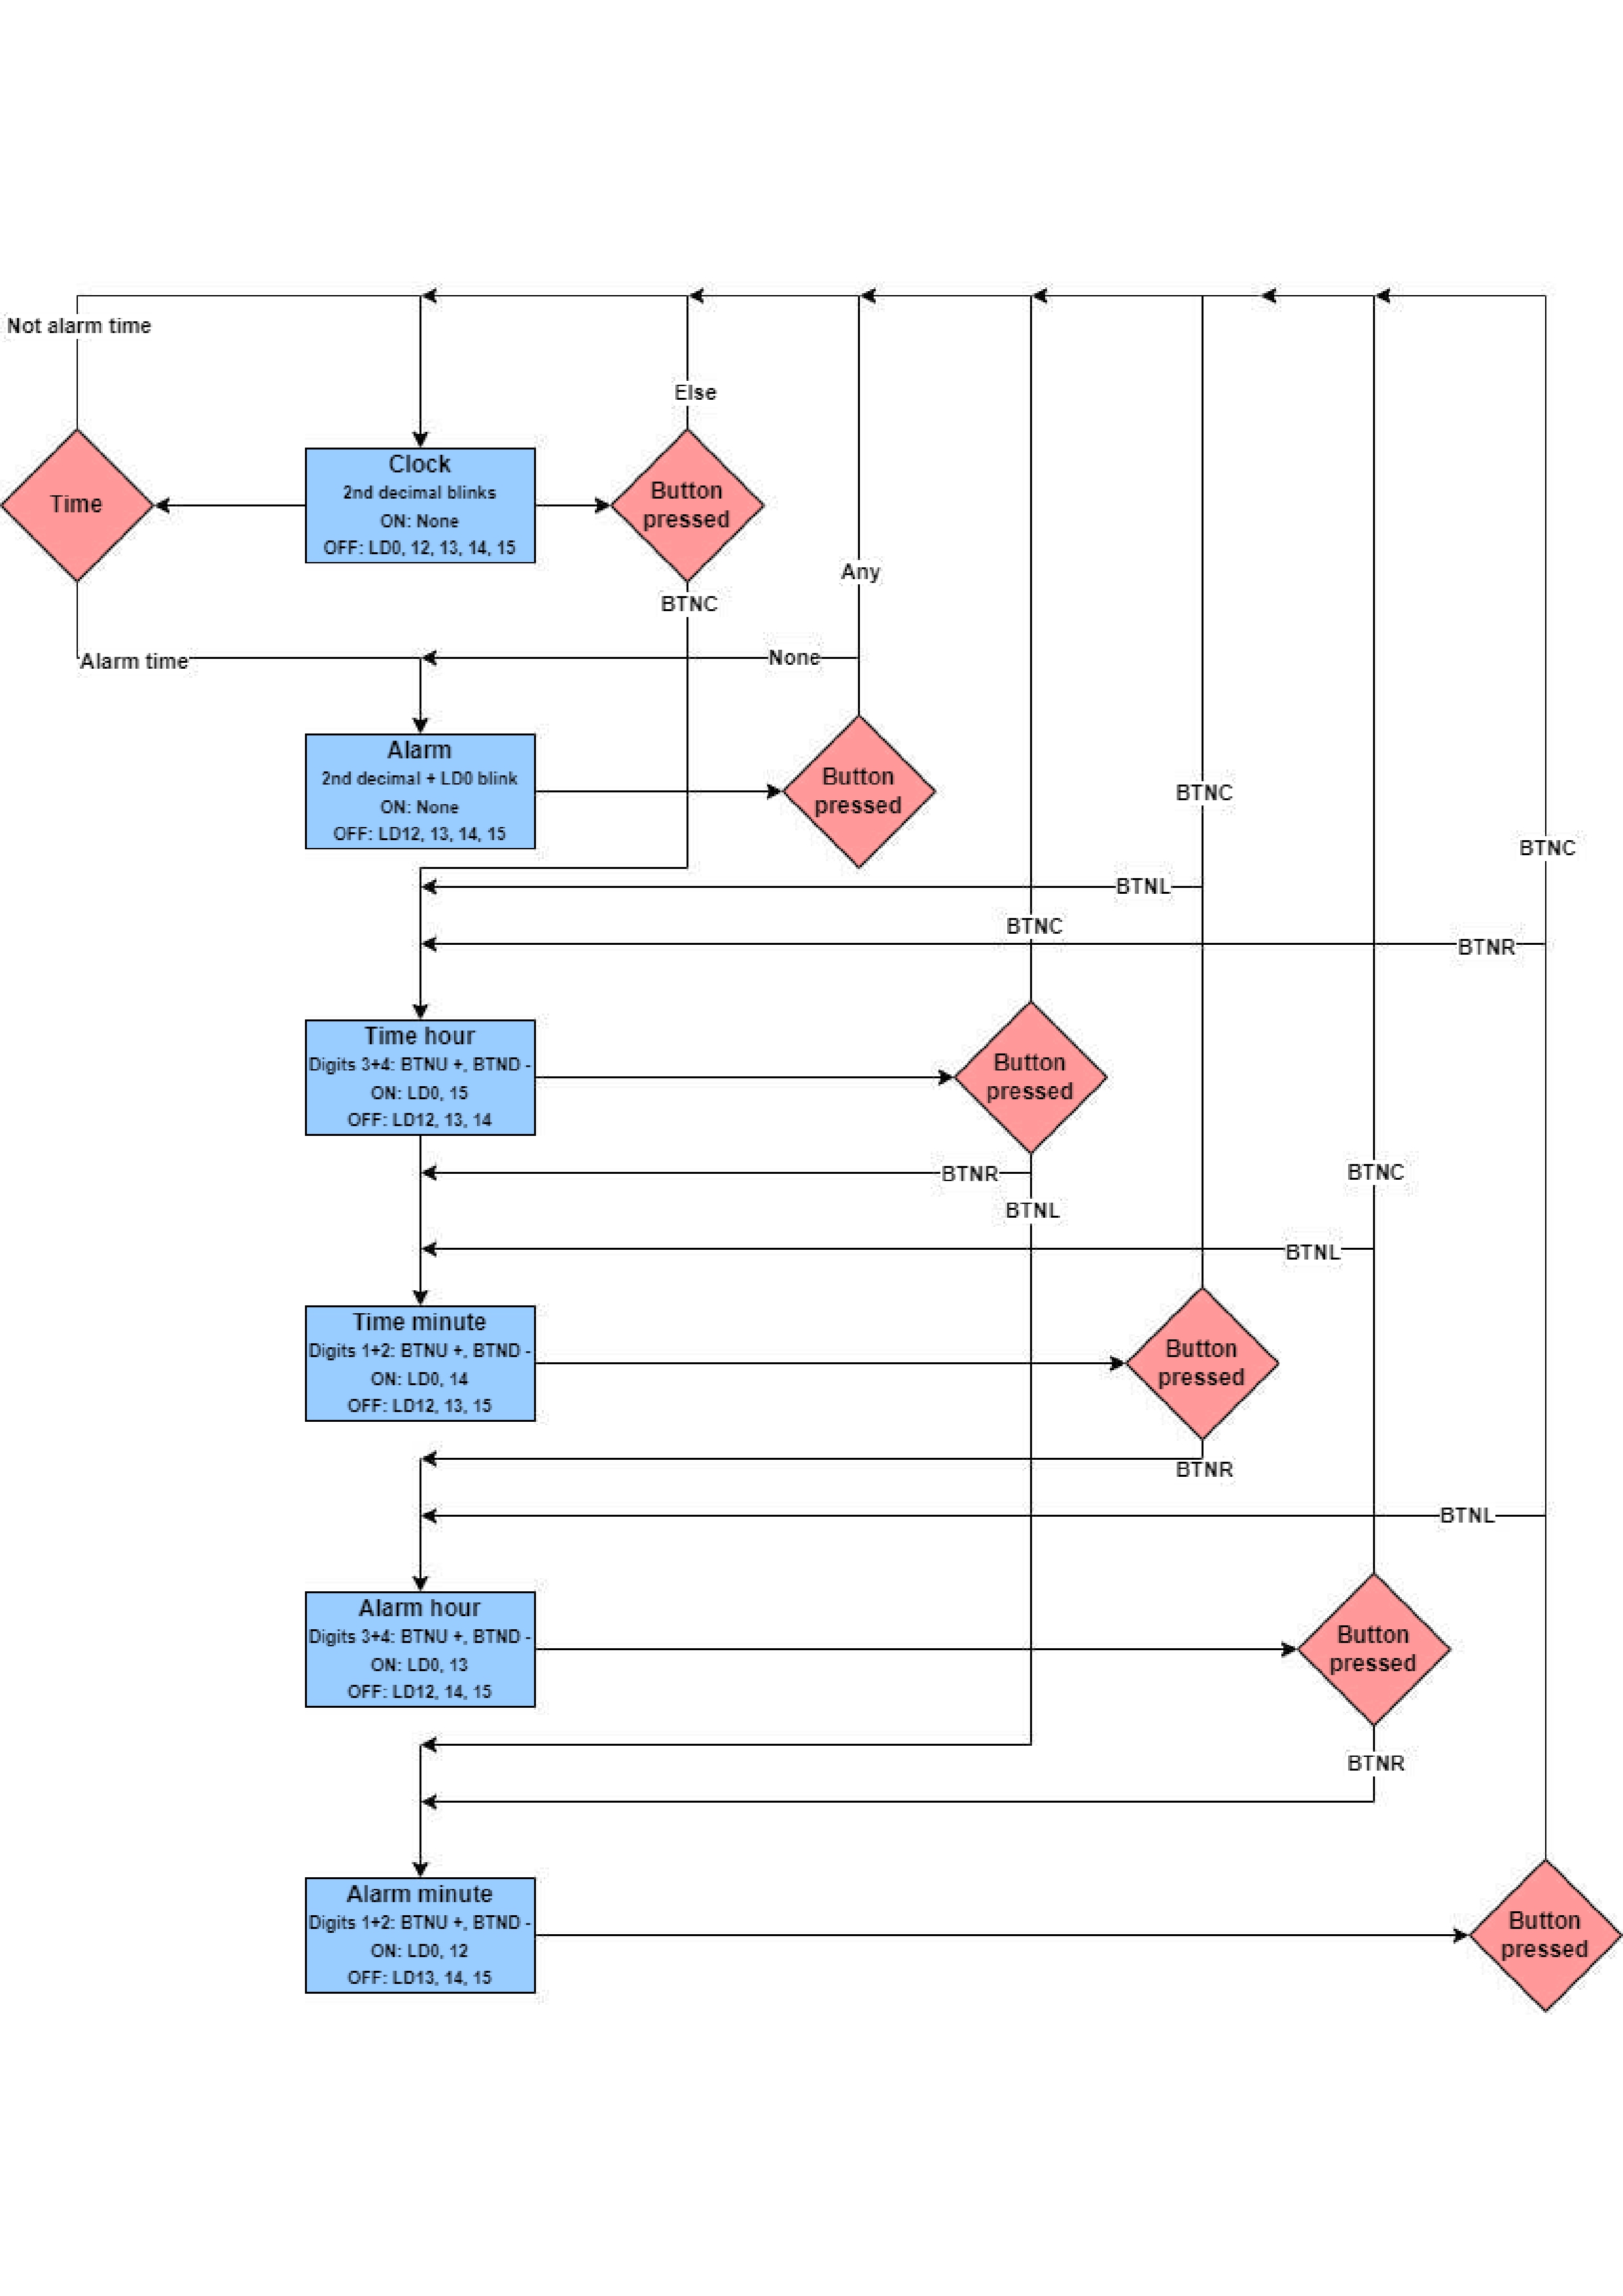 Not alarm time
Else
Time
Clock
2nd decimal blinks
ON: None
OFF: LD0, 12, 13, 14, 15
Button
pressed
Any
BTNC
Alarm time
None
Alarm
2nd decimal + LD0 blink
ON: None
OFF: LD12, 13, 14, 15
Button
pressed
BTNC
BTNC
BTNL
BTNC
BTNR
Time hour
Digits 3+4: BTNU +, BTND -
ON: LD0, 15
OFF: LD12, 13, 14
Button
pressed
BTNR
BTNC
BTNL
BTNL
Time minute
Digits 1+2: BTNU +, BTND -
ON: LD0, 14
OFF: LD12, 13, 15
Button
pressed
BTNR
BTNL
Alarm hour
Digits 3+4: BTNU +, BTND -
ON: LD0, 13
OFF: LD12, 14, 15
Button
pressed
BTNR
Alarm minute
Digits 1+2: BTNU +, BTND -
ON: LD0, 12
OFF: LD13, 14, 15
Button
pressed